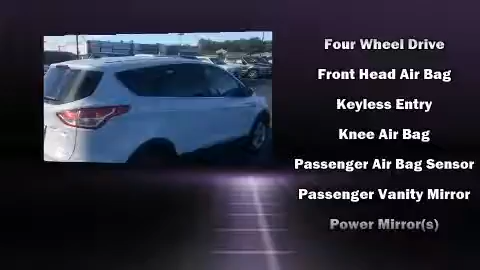 Four Wheel Drive
Front Head Air Bag
Keyless Entry
Knee Air Bag
Passenger Air Bag Sensor
Passenger Vanity Mirror
Power Mirror(s)